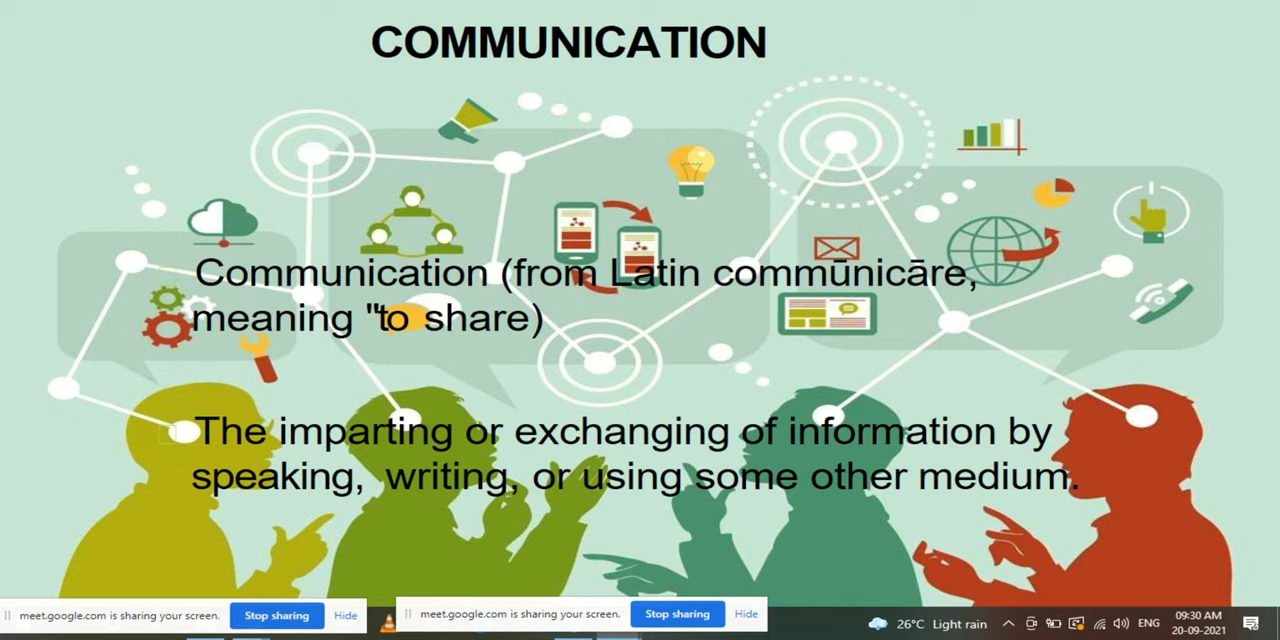 COMMUNICATION
Communication (from Latin commūnicāre,
meaning "to share)
The imparting or exchanging of information by
speaking, writing, or using some other medium.
meet.google.com is sharing your screen. Stop sharing Hide
meet.google.com is sharing your screen. Stop sharing Hide
26°C Light rain ENG 09:30 AM
20-09-2021